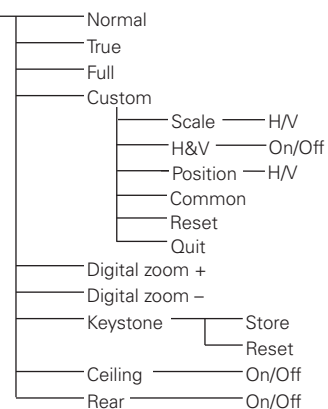 Normal
True
Full
Custom
Scale H/V
H&V On/Off
Position H/V
Common
Reset
Quit
Digital zoom +
Digital zoom –
Keystone Store
Reset
Ceiling On/Off
Rear On/Off